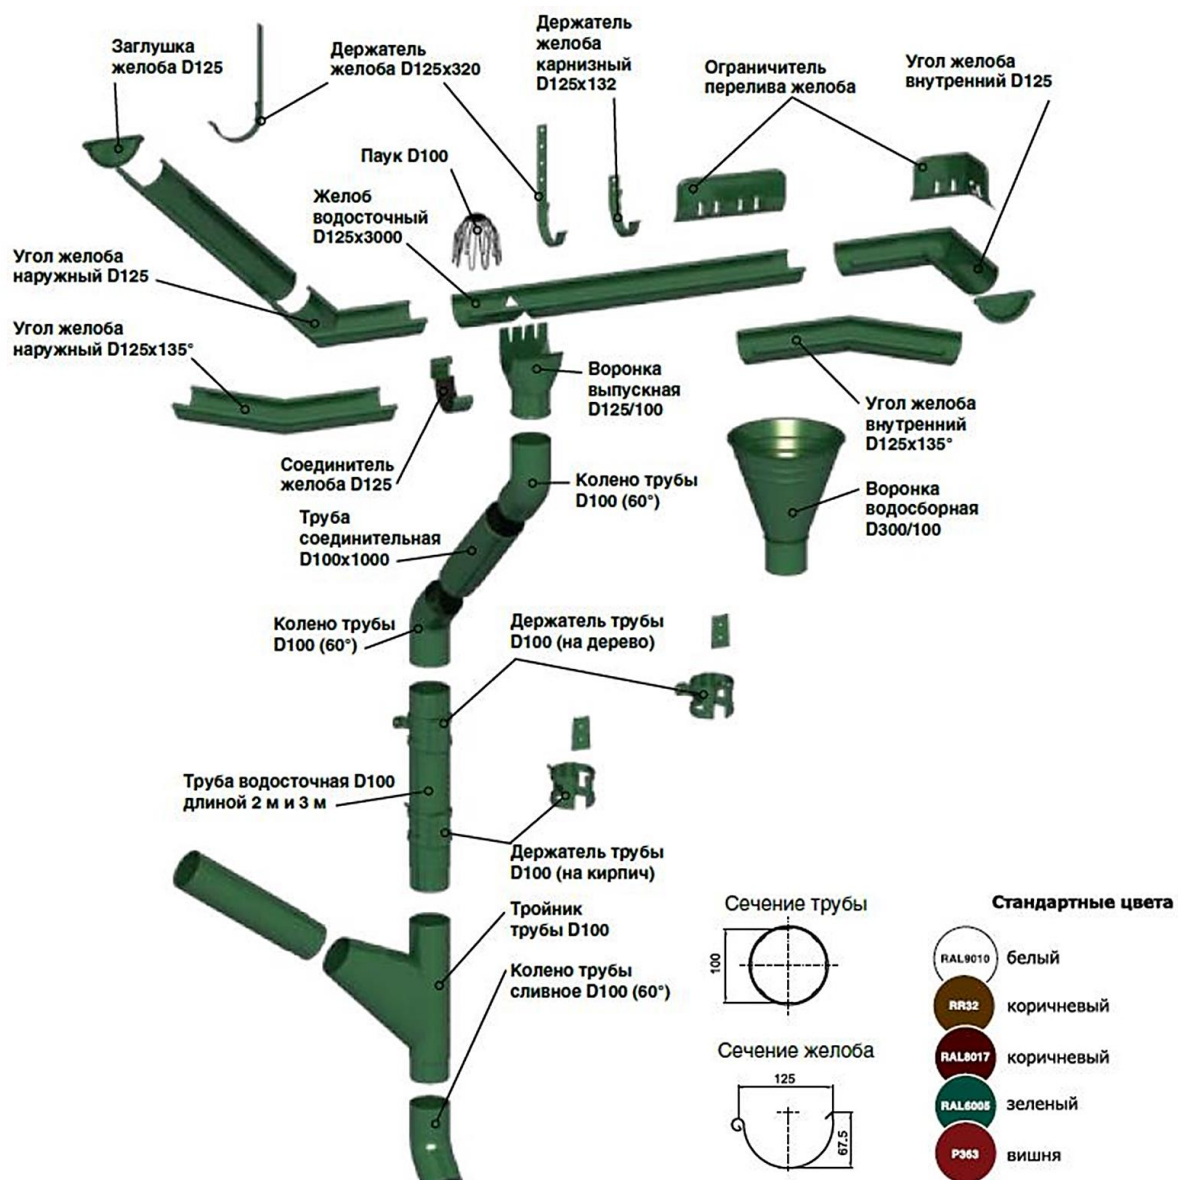 Заглушка
желоба D125
Держатель
желоба D125x320
Держатель
желоба
карнизный
D125x132
Ограничитель
перелива желоба
Угол желоба
внутренний D125
Паук D100
Желоб
водосточный
D125x3000
Угол желоба
наружный D125
Угол желоба
наружный D125x135°
Воронка
выпускная
D125/100
Угол желоба
внутренний
D125x135°
Соединитель
желоба D125
Колено трубы
D100 (60°)
Воронка
водосборная
D300/100
Труба
соединительная
D100x1000
Колено трубы
D100 (60°)
Держатель трубы
D100 (на дерево)
Труба водосточная D100
длиной 2 м и 3 м
Держатель трубы
D100 (на кирпич)
Тройник
трубы D100
Колено трубы
сливное D100 (60°)
Сечение трубы
100
Сечение желоба
125
67.5
Стандартные цвета
RAL9010 белый
RR32 коричневый
RAL8017 коричневый
RAL6005 зеленый
P363 вишня